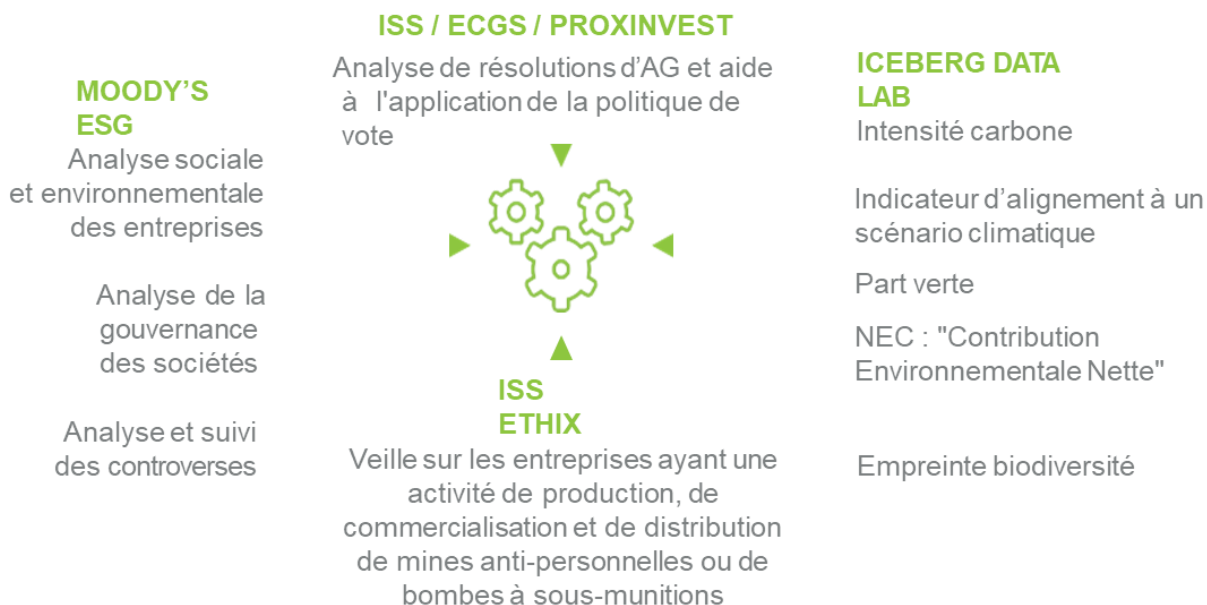 ISS / ECGS / PROXINVEST
Analyse de résolutions d'AG et aide
à l'application de la politique de
vote
MOODY'S
ESG
Analyse sociale
et environnementale
des entreprises
Analyse de la
gouvernance
des sociétés
Analyse et suivi
des controverses
ISS
ETHIX
Veille sur les entreprises ayant une
activité de production, de
commercialisation et de distribution
de mines anti-personnelles ou de
bombes à sous-munitions
ICEBERG DATA
LAB
Intensité carbone
Indicateur d'alignement à un
scénario climatique
Part verte
NEC : "Contribution
Environnementale Nette"
Empreinte biodiversité